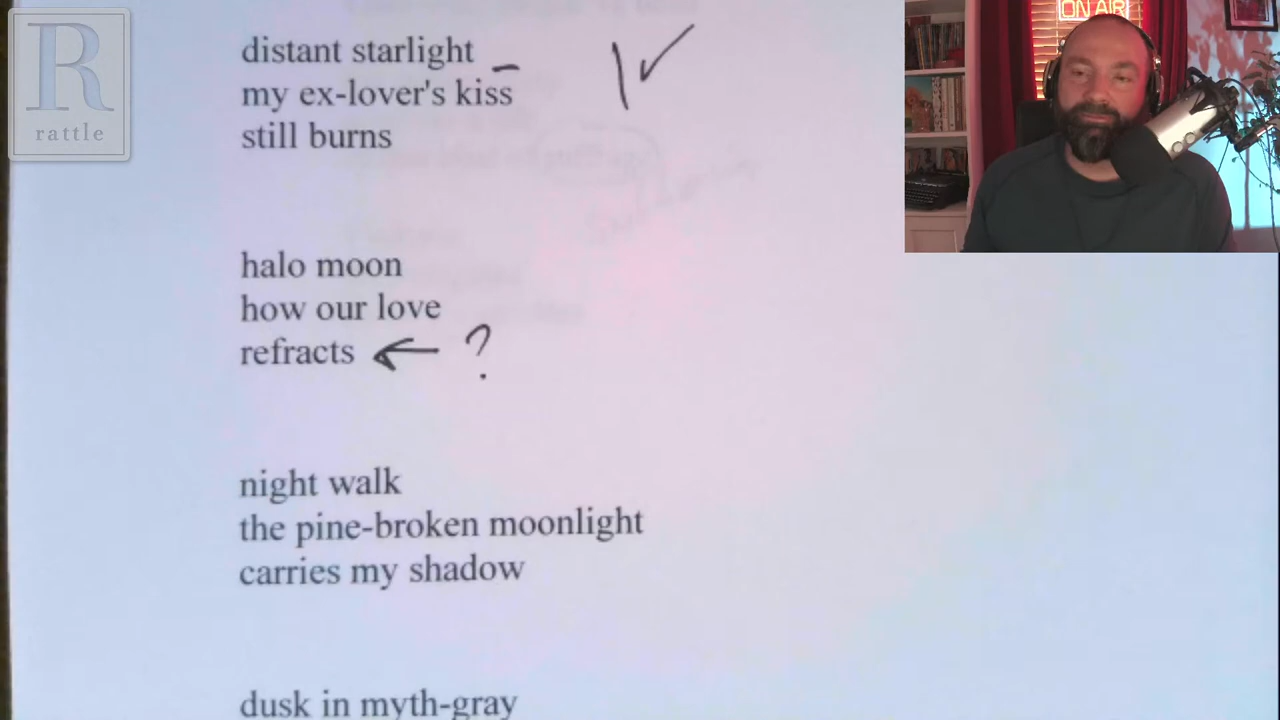 R
rattle
ON AIR
distant starlight
my ex-lover's kiss
still burns
halo moon
how our love
refracts ← ?
night walk
the pine-broken moonlight
carries my shadow
dusk in myth-gray